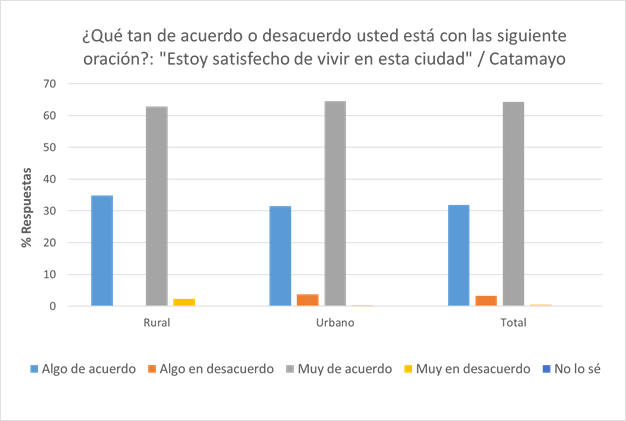 ¿Qué tan de acuerdo o desacuerdo usted está con las siguiente
oración?: "Estoy satisfecho de vivir en esta ciudad" / Catamayo
70
60
50
40
30
20
10
0
% Respuestas
Rural
Urbano
Total
Algo de acuerdo
Algo en desacuerdo
Muy de acuerdo
Muy en desacuerdo
No lo sé